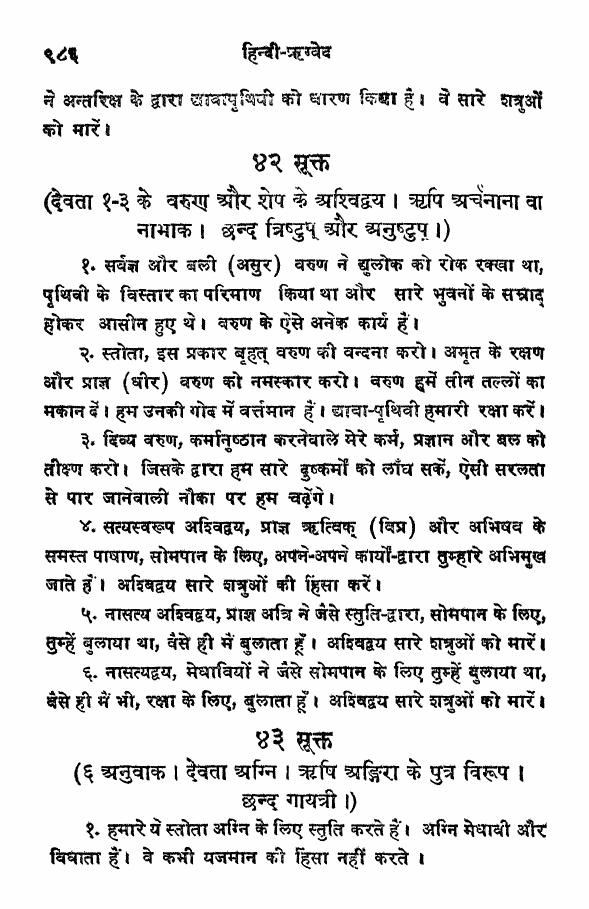 ९८६ हिन्दी-ऋग्वेद
ने अन्तरिक्ष के द्वारा द्यावापृथिवी को धारण किया है। वे सारे शत्रुओं
को मारें।
४२ सूक्त
(देवता १-३ के वरुण और शेष के अश्विद्वय। ऋषि अर्चनाना वा
नाभाक। छन्द त्रिष्टुप् और अनुष्टुप्।)
१. सर्वज्ञ और बली (असुर) वरुण ने द्युलोक को रोक रक्खा था,
पृथिवी के विस्तार का परिमाण किया था और सारे भुवनों के सम्राट्
होकर आसीन हुए थे। वरुण के ऐसे अनेक कार्य हैं।
२. स्तोता, इस प्रकार बृहत् वरुण की वन्दना करो। अमृत के रक्षण
और प्राज्ञ (धीर) वरुण को नमस्कार करो। वरुण हमें तीन तल्लों का
मकान दें। हम उनकी गोद में वर्त्तमान हैं। द्यावा-पृथिवी हमारी रक्षा करें।
३. दिव्य वरुण, कर्मानुष्ठान करनेवाले मेरे कर्म, प्रज्ञान और बल को
तीक्ष्ण करो। जिसके द्वारा हम सारे दुष्कर्मों को लाँघ सकें, ऐसी सरलता
से पार जानेवाली नौका पर हम चढ़ेंगे।
४. सत्यस्वरूप अश्विद्वय, प्राज्ञ ऋत्विक् (विप्र) और अभिषव के
समस्त पाषाण, सोमपान के लिए, अपने-अपने कार्यों-द्वारा तुम्हारे अभिमुख
जाते हैं। अश्विद्वय सारे शत्रुओं की हिंसा करें।
५. नासत्य अश्विद्वय, प्राज्ञ अत्रि ने जैसे स्तुति-द्वारा, सोमपान के लिए,
तुम्हें बुलाया था, वैसे ही मैं बुलाता हूँ। अश्विद्वय सारे शत्रुओं को मारें।
६. नासत्यद्वय, मेधावियों ने जैसे सोमपान के लिए तुम्हें बुलाया था,
वैसे ही मैं भी, रक्षा के लिए, बुलाता हूँ। अश्विद्वय सारे शत्रुओं को मारें।
४३ सूक्त
(६ अनुवाक। देवता अग्नि। ऋषि अङ्गिरा के पुत्र विरूप।
छन्द गायत्री।)
१. हमारे ये स्तोता अग्नि के लिए स्तुति करते हैं। अग्नि मेधावी और
विधाता हैं। वे कभी यजमान की हिंसा नहीं करते।